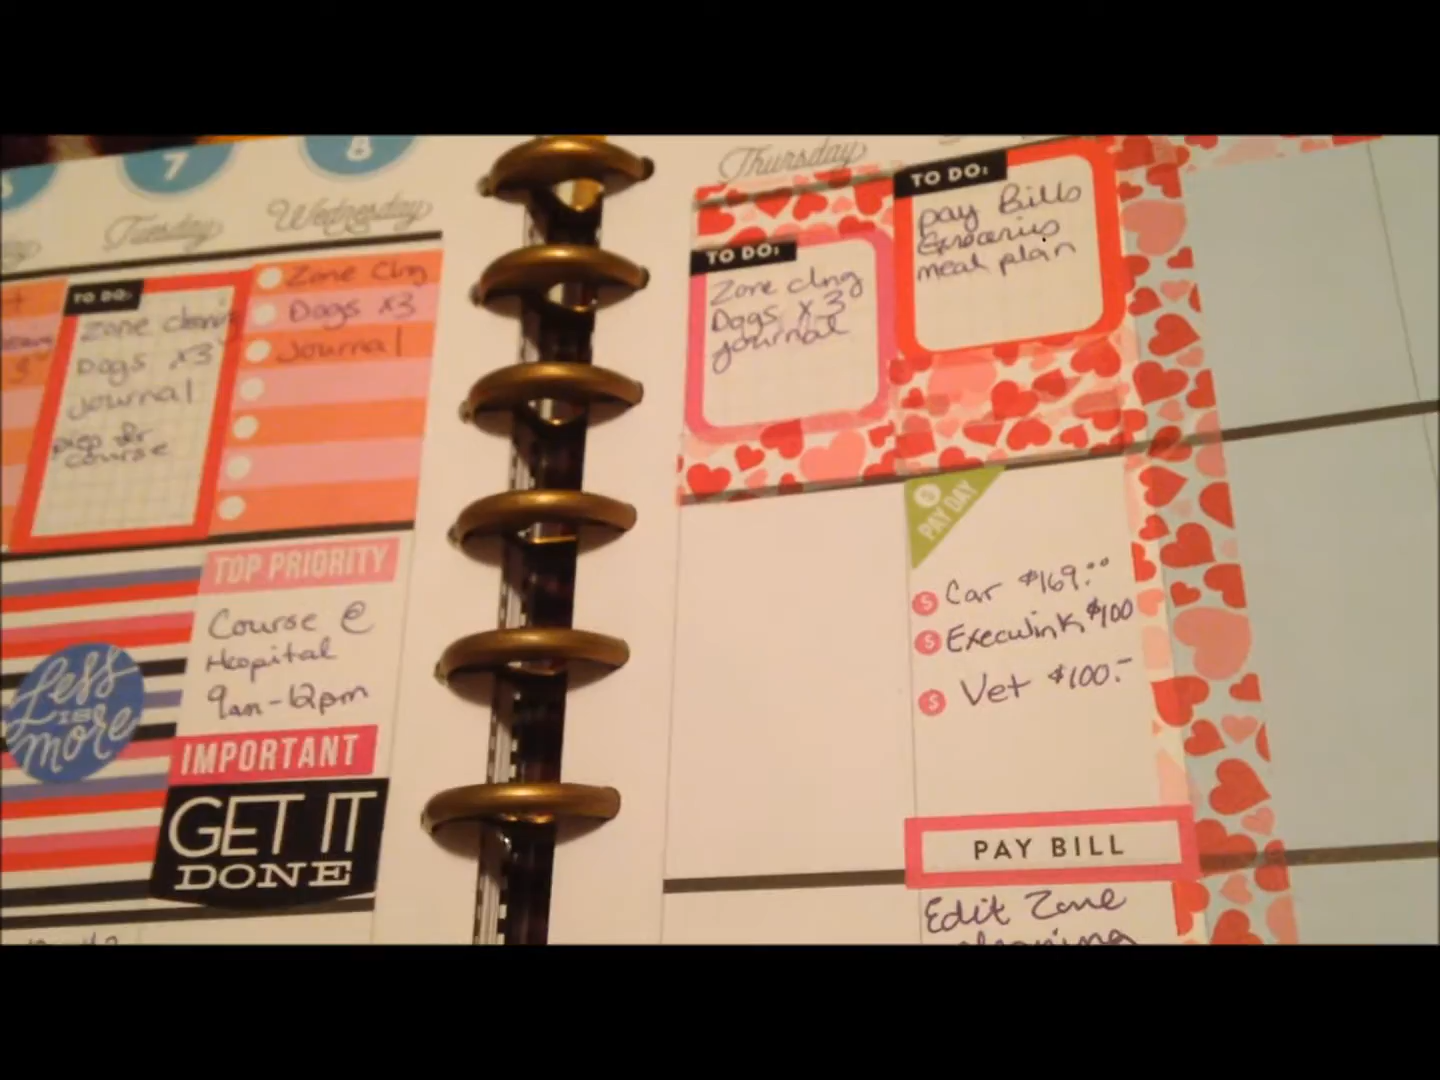 7
8
Tuesday
Wednesday
TO DO:
Zone
Dogs x3
Journal
course
Zone Clng
Dogs x3
Journal
TOP PRIORITY
Course @
Hospital
9am-12pm
IMPORTANT
GET IT
DONE
Less
IS
more
Thursday
TO DO:
Zone clng
Dogs x3
journal
TO DO:
pay Bills
Groceries
meal plan
$ PAY DAY
$ Car $169.00
$ Execulink $100
$ Vet $100.-
PAY BILL
Edit Zone
cleaning